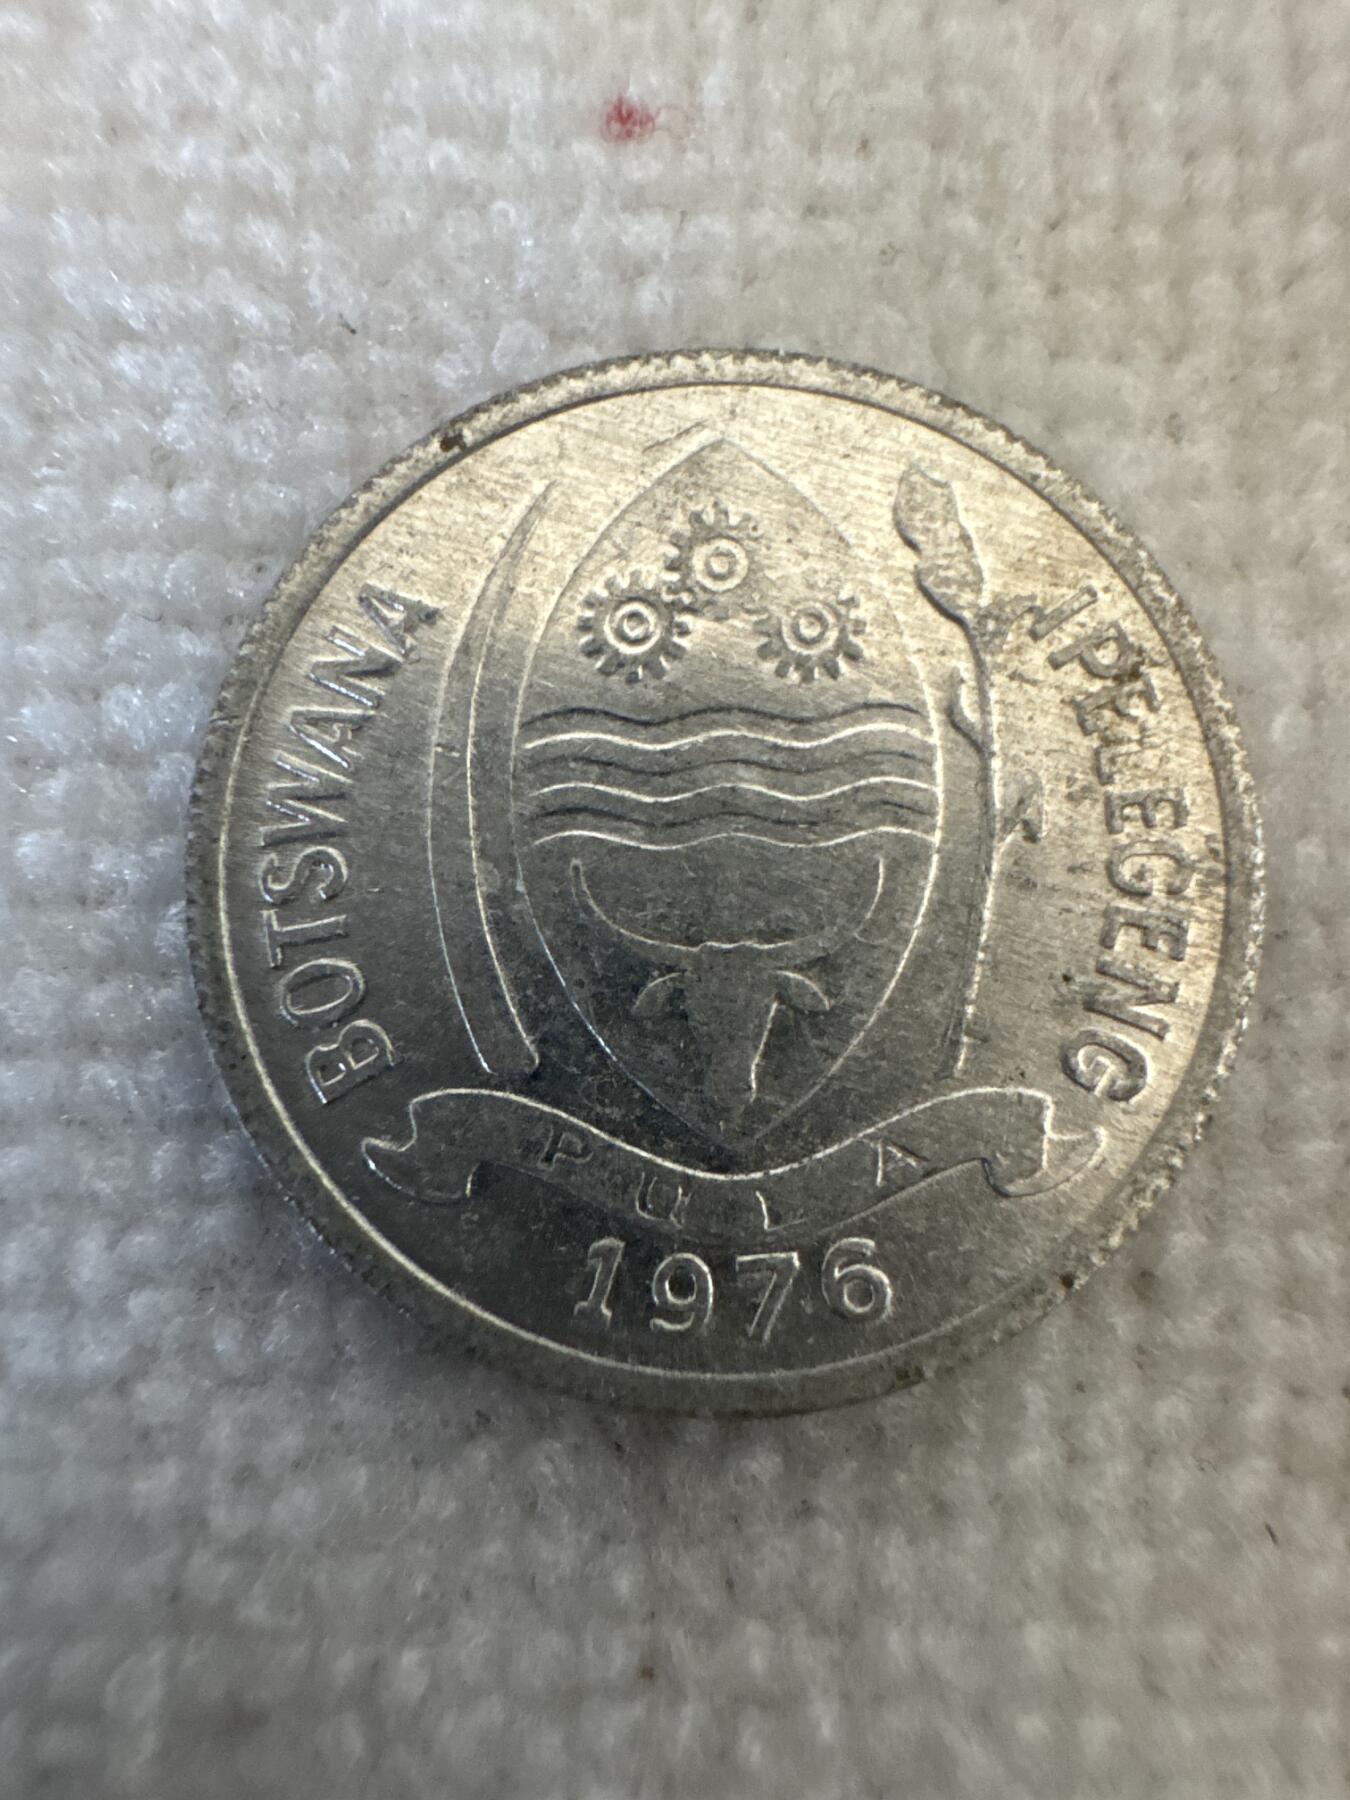 BOTSWANA
IPELEGENG
PULA
1976